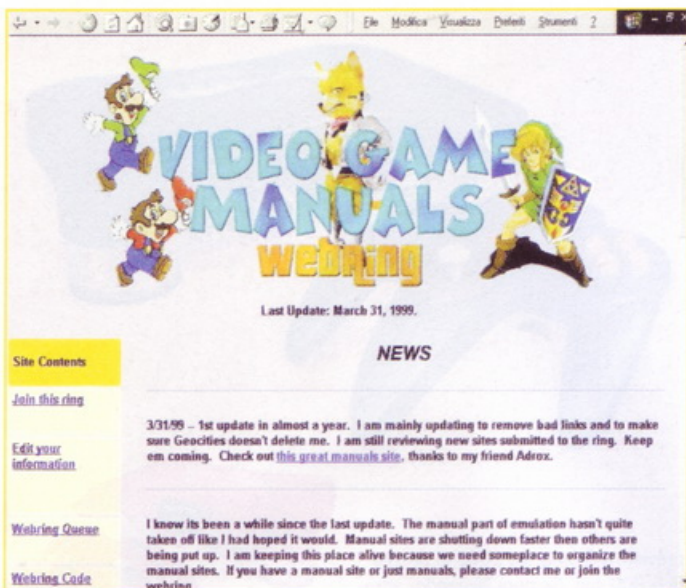 File Modifica Visualizza Preferiti Strumenti ?
VIDEO GAME
MANUALS
webring
Last Update: March 31, 1999.
NEWS
Site Contents
Join this ring
Edit your
information
Webring Queue
Webring Code
3/31/99 – 1st update in almost a year. I am mainly updating to remove bad links and to make
sure Geocities doesn't delete me. I am still reviewing new sites submitted to the ring. Keep
em coming. Check out this great manuals site, thanks to my friend Adrox.
I know its been a while since the last update. The manual part of emulation hasn't quite
taken off like I had hoped it would. Manual sites are shutting down faster then others are
being put up. I am keeping this place alive because we need someplace to organize the
manual sites. If you have a manual site or just manuals, please contact me or join the
webring.